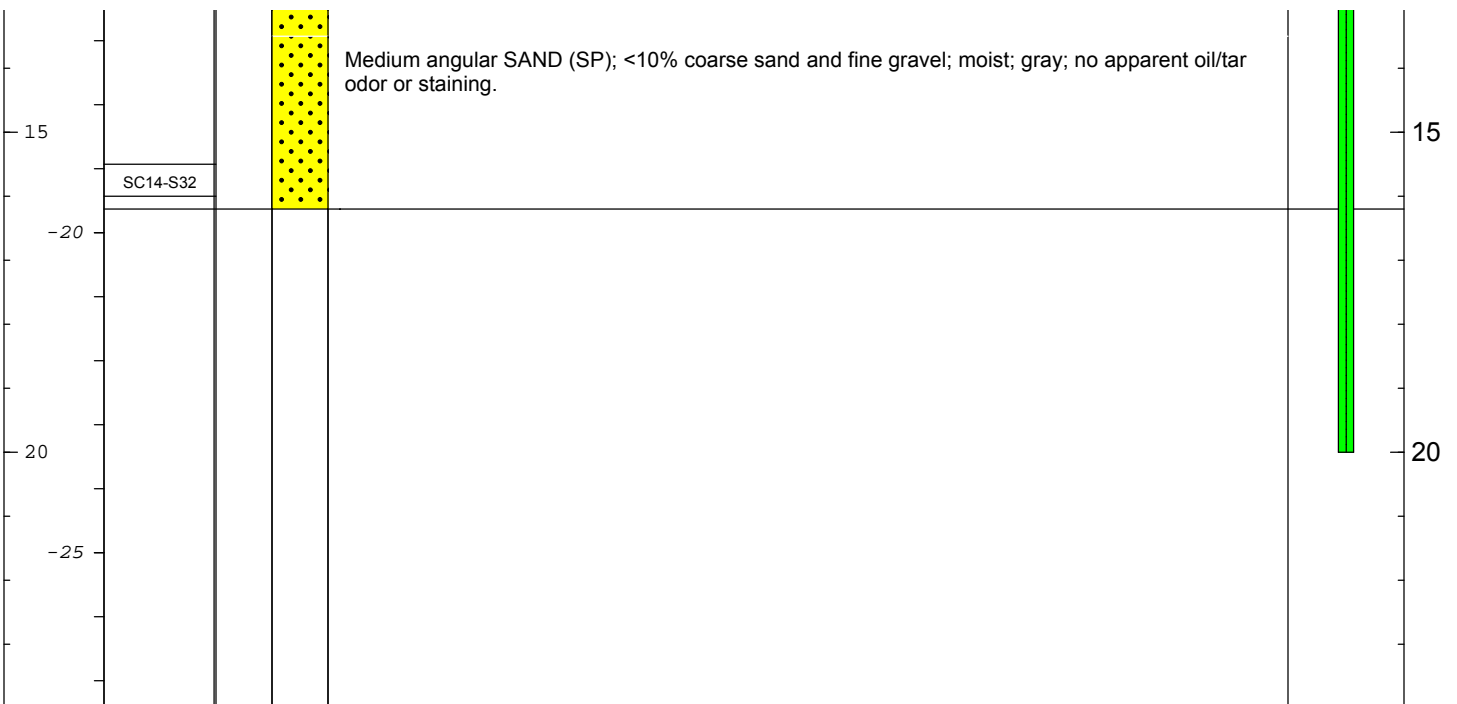 Medium angular SAND (SP); <10% coarse sand and fine gravel; moist; gray; no apparent oil/tar
odor or staining.
15
15
SC14-S32
-20
20
20
-25